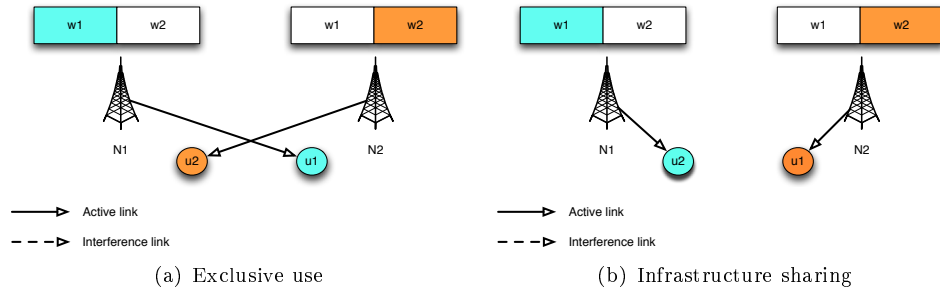 w1 w2 w1 w2 w1 w2 w1 w2
N1 N2 N1 N2
u2 u1 u2 u1
Active link Active link
Interference link Interference link
(a) Exclusive use (b) Infrastructure sharing